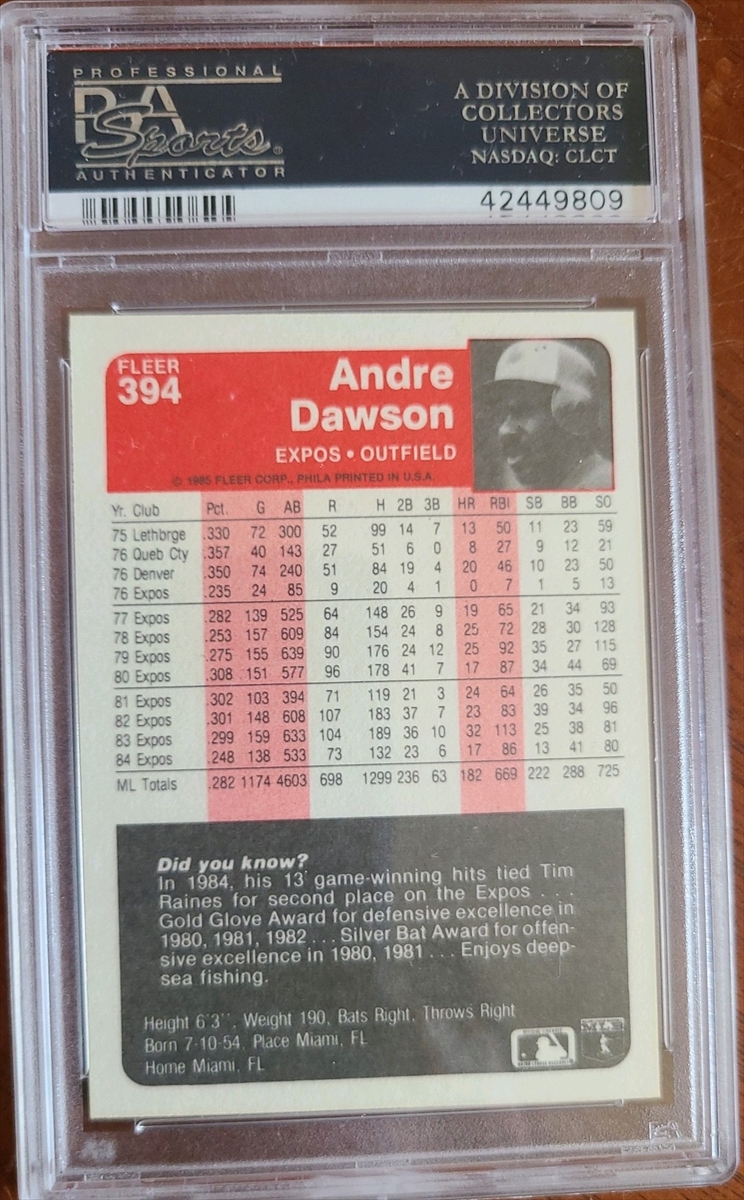 PROFESSIONAL
PSA
Sports
AUTHENTICATOR
A DIVISION OF
COLLECTORS
UNIVERSE
NASDAQ: CLCT
42449809
FLEER
394
Andre
Dawson
EXPOS • OUTFIELD
© 1985 FLEER CORP., PHILA PRINTED IN U.S.A.
Yr. Club Pct. G AB R H 2B 3B HR RBI SB BB SO
75 Lethbrge .330 72 300 52 99 14 7 13 50 11 23 59
76 Queb Cty .357 40 143 27 51 6 0 8 27 9 12 21
76 Denver .350 74 240 51 84 19 4 20 46 10 23 50
76 Expos .235 24 85 9 20 4 1 0 7 1 5 13
77 Expos .282 139 525 64 148 26 9 19 65 21 34 93
78 Expos .253 157 609 84 154 24 8 25 72 28 30 128
79 Expos .275 155 639 90 176 24 12 25 92 35 27 115
80 Expos .308 151 577 96 178 41 7 17 87 34 44 69
81 Expos .302 103 394 71 119 21 3 24 64 26 35 50
82 Expos .301 148 608 107 183 37 7 23 83 39 34 96
83 Expos .299 159 633 104 189 36 10 32 113 25 38 81
84 Expos .248 138 533 73 132 23 6 17 86 13 41 80
ML Totals .282 1174 4603 698 1299 236 63 182 669 222 288 725
Did you know?
In 1984, his 13 game-winning hits tied Tim
Raines for second place on the Expos . . .
Gold Glove Award for defensive excellence in
1980, 1981, 1982 . . . Silver Bat Award for offen-
sive excellence in 1980, 1981 . . . Enjoys deep-
sea fishing.
Height 6'3'', Weight 190, Bats Right, Throws Right
Born 7-10-54, Place Miami, FL
Home Miami, FL